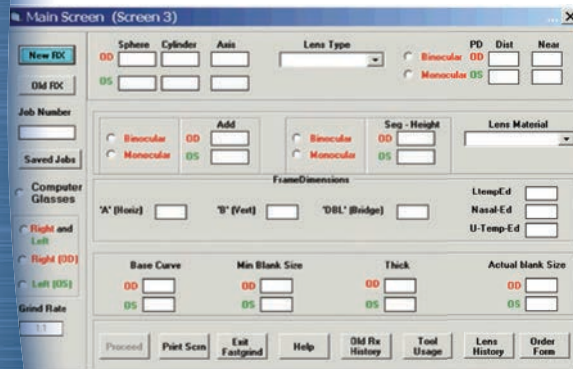 Main Screen (Screen 3)
New RX
Old RX
Job Number
Saved Jobs
Computer Glasses
Right and Left
Right (OD)
Left (OS)
Grind Rate
1.1
Sphere Cylinder Axis
OD
OS
Lens Type
PD Dist Near
Binocular OD
Monocular OS
Add
Binocular OD
Monocular OS
Seg - Height
Binocular OD
Monocular OS
Lens Material
FrameDimensions
"A" (Horiz) "B" (Vert) "DBL" (Bridge)
LtempEd
Nasal-Ed
U-Temp-Ed
Base Curve Min Blank Size Thick Actual blank Size
OD OD OD OD
OS OS OS OS
Proceed Print Scrn Exit Fastgrind Help Old Rx History Tool Usage Lens History Order Form